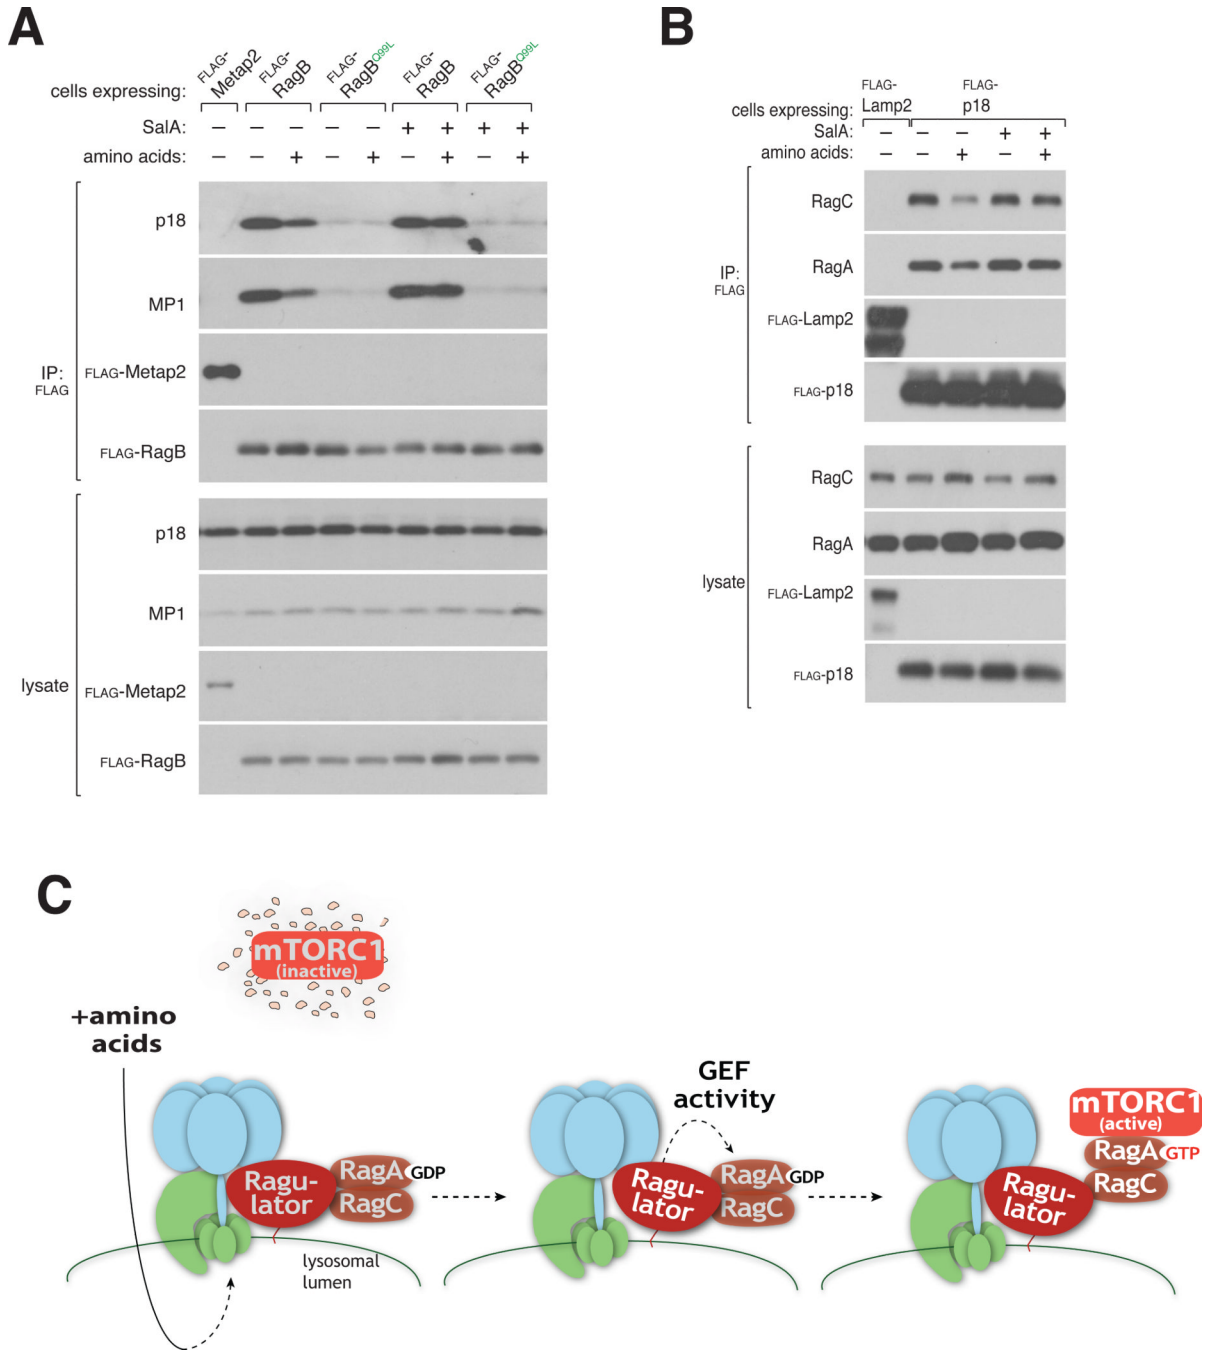 A
FLAG-Metap2
FLAG-RagB
FLAG-RagBQ99L
FLAG-RagB
FLAG-RagBQ99L
cells expressing:
SalA: – – – – – + + + +
amino acids: – – + – + – + – +
IP: FLAG
p18
MP1
FLAG-Metap2
FLAG-RagB
lysate
p18
MP1
FLAG-Metap2
FLAG-RagB
B
FLAG-Lamp2
FLAG-p18
cells expressing:
SalA: – – – + +
amino acids: – – + – +
IP: FLAG
RagC
RagA
FLAG-Lamp2
FLAG-p18
lysate
RagC
RagA
FLAG-Lamp2
FLAG-p18
C
mTORC1
(inactive)
+amino
acids
Ragu-
lator
RagA GDP
RagC
lysosomal
lumen
GEF
activity
Ragu-
lator
RagA GDP
RagC
mTORC1
(active)
RagA GTP
RagC
Ragu-
lator